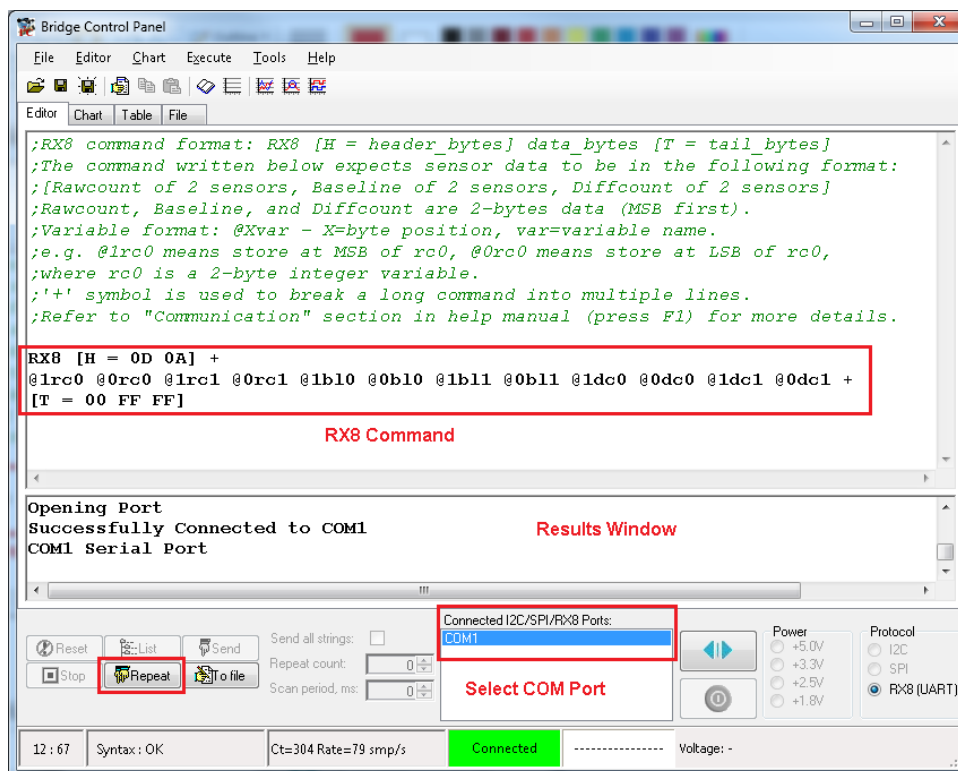 Bridge Control Panel
File Editor Chart Execute Tools Help
Editor Chart Table File
;RX8 command format: RX8 [H = header_bytes] data_bytes [T = tail_bytes]
;The command written below expects sensor data to be in the following format:
;[Rawcount of 2 sensors, Baseline of 2 sensors, Diffcount of 2 sensors]
;Rawcount, Baseline, and Diffcount are 2-bytes data (MSB first).
;Variable format: @Xvar - X=byte position, var=variable name.
;e.g. @1rc0 means store at MSB of rc0, @0rc0 means store at LSB of rc0,
;where rc0 is a 2-byte integer variable.
;'+' symbol is used to break a long command into multiple lines.
;Refer to "Communication" section in help manual (press F1) for more details.
RX8 [H = 0D 0A] +
@1rc0 @0rc0 @1rc1 @0rc1 @1bl0 @0bl0 @1bl1 @0bl1 @1dc0 @0dc0 @1dc1 @0dc1 +
[T = 00 FF FF]
RX8 Command
Opening Port
Successfully Connected to COM1
COM1 Serial Port
Results Window
Reset List Send
Stop Repeat To file
Send all strings:
Repeat count: 0
Scan period, ms: 0
Connected I2C/SPI/RX8 Ports:
COM1
Select COM Port
Power
+5.0V
+3.3V
+2.5V
+1.8V
Protocol
I2C
SPI
RX8 (UART)
12 : 67 Syntax : OK Ct=304 Rate=79 smp/s Connected ---------------- Voltage: -